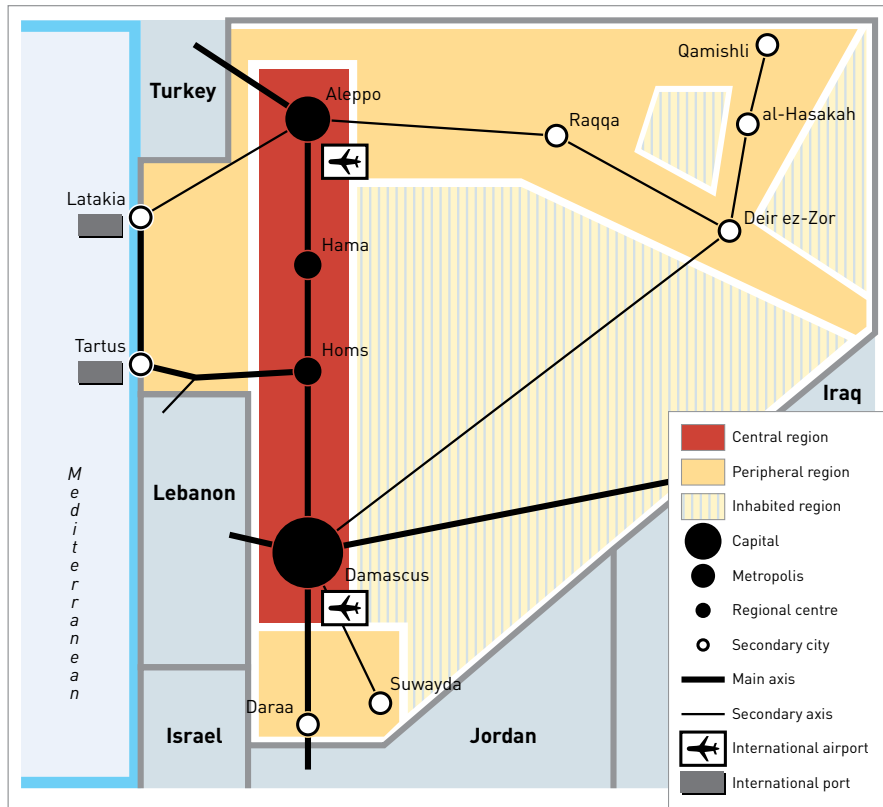 Qamishli
Turkey
Aleppo
Raqqa
al-Hasakah
Latakia
Deir ez-Zor
Hama
Tartus
Homs
Iraq
Mediterranean
Lebanon
Damascus
Suwayda
Daraa
Israel
Jordan
Central region
Peripheral region
Inhabited region
Capital
Metropolis
Regional centre
Secondary city
Main axis
Secondary axis
International airport
International port